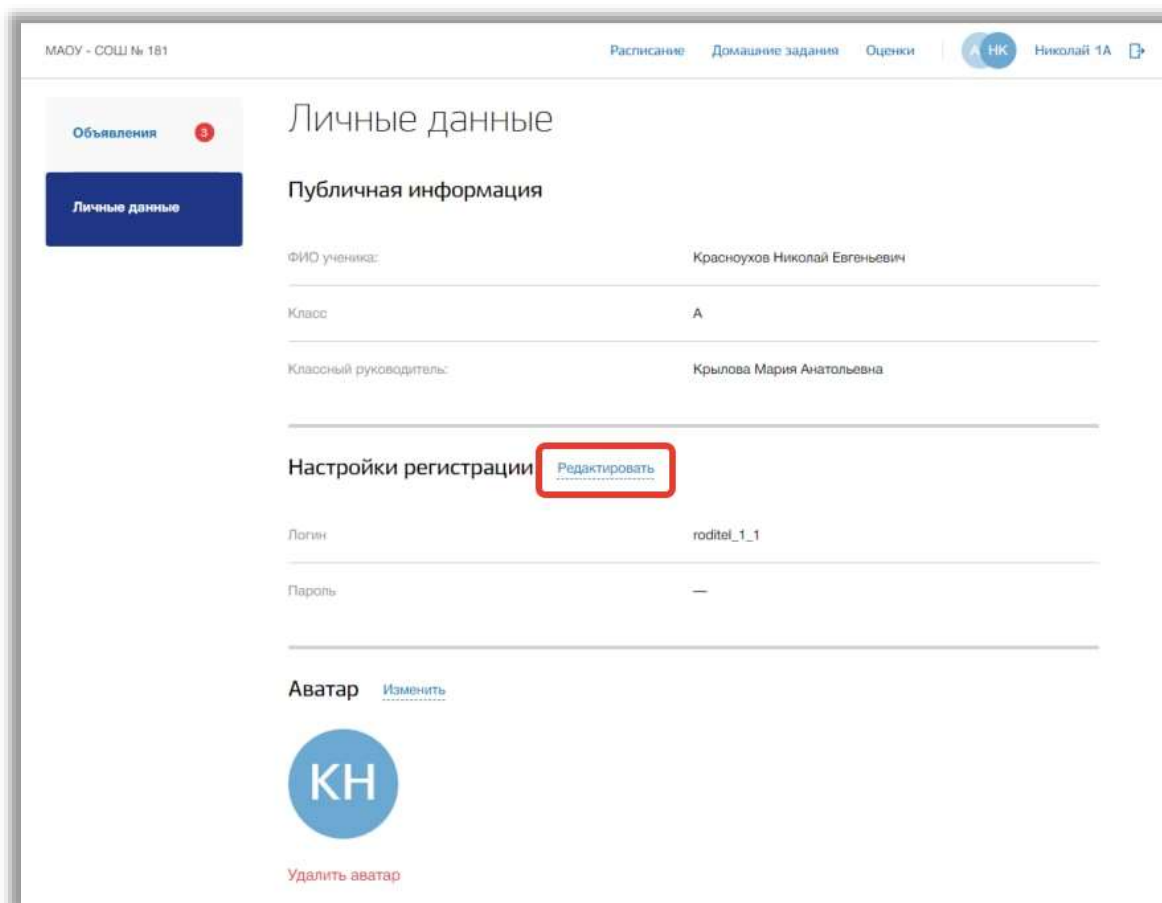 МАОУ - СОШ № 181
Расписание Домашние задания Оценки А НК Николай 1А
Объявления 3
Личные данные
Личные данные
Публичная информация
ФИО ученика: Красноухов Николай Евгеньевич
Класс А
Классный руководитель: Крылова Мария Анатольевна
Настройки регистрации Редактировать
Логин roditel_1_1
Пароль —
Аватар Изменить
КН
Удалить аватар